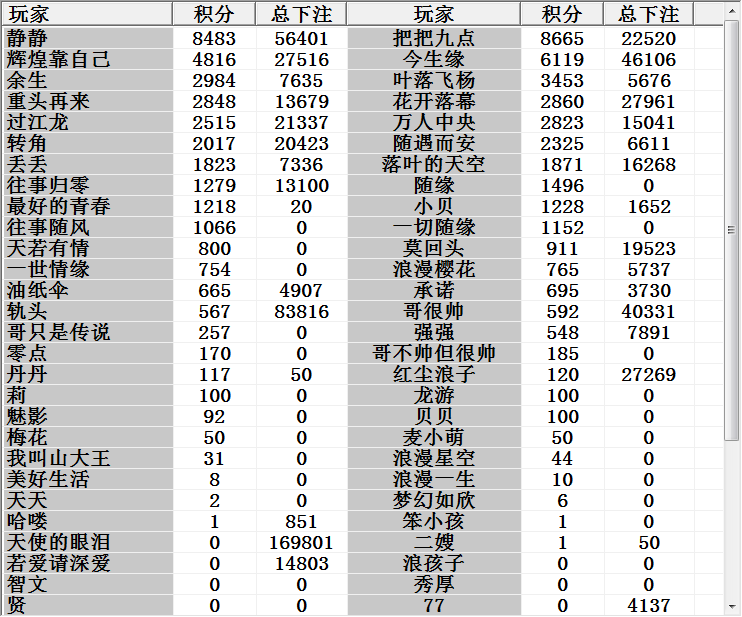 玩家 积分 总下注 玩家 积分 总下注
静静 8483 56401 把把九点 8665 22520
辉煌靠自己 4816 27516 今生缘 6119 46106
余生 2984 7635 叶落飞杨 3453 5676
重头再来 2848 13679 花开落幕 2860 27961
过江龙 2515 21337 万人中央 2823 15041
转角 2017 20423 随遇而安 2325 6611
丢丢 1823 7336 落叶的天空 1871 16268
往事归零 1279 13100 随缘 1496 0
最好的青春 1218 20 小贝 1228 1652
往事随风 1066 0 一切随缘 1152 0
天若有情 800 0 莫回头 911 19523
一世情缘 754 0 浪漫樱花 765 5737
油纸伞 665 4907 承诺 695 3730
轨头 567 83816 哥很帅 592 40331
哥只是传说 257 0 强强 548 7891
零点 170 0 哥不帅但很帅 185 0
丹丹 117 50 红尘浪子 120 27269
莉 100 0 龙游 100 0
魅影 92 0 贝贝 100 0
梅花 50 0 麦小萌 50 0
我叫山大王 31 0 浪漫星空 44 0
美好生活 8 0 浪漫一生 10 0
天天 2 0 梦幻如欣 6 0
哈喽 1 851 笨小孩 1 0
天使的眼泪 0 169801 二嫂 1 50
若爱请深爱 0 14803 浪孩子 0 0
智文 0 0 秀厚 0 0
贤 0 0 77 0 4137